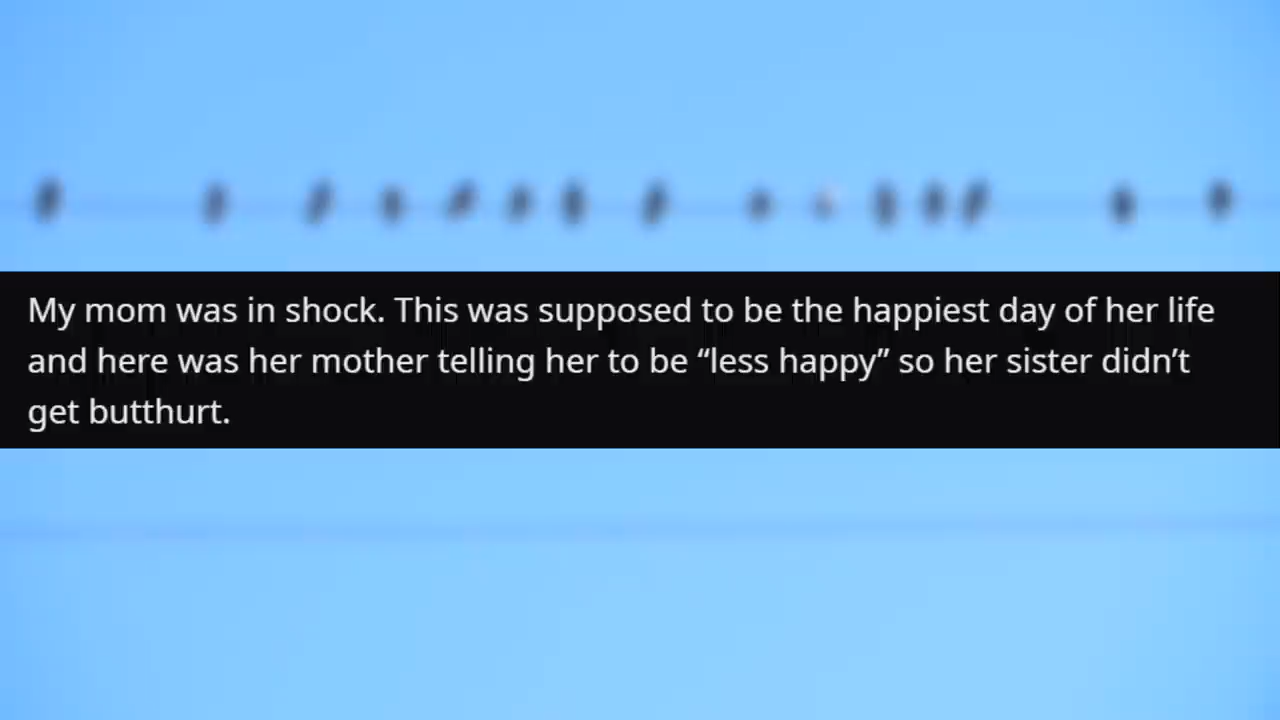 My mom was in shock. This was supposed to be the happiest day of her life
and here was her mother telling her to be “less happy” so her sister didn’t
get butthurt.